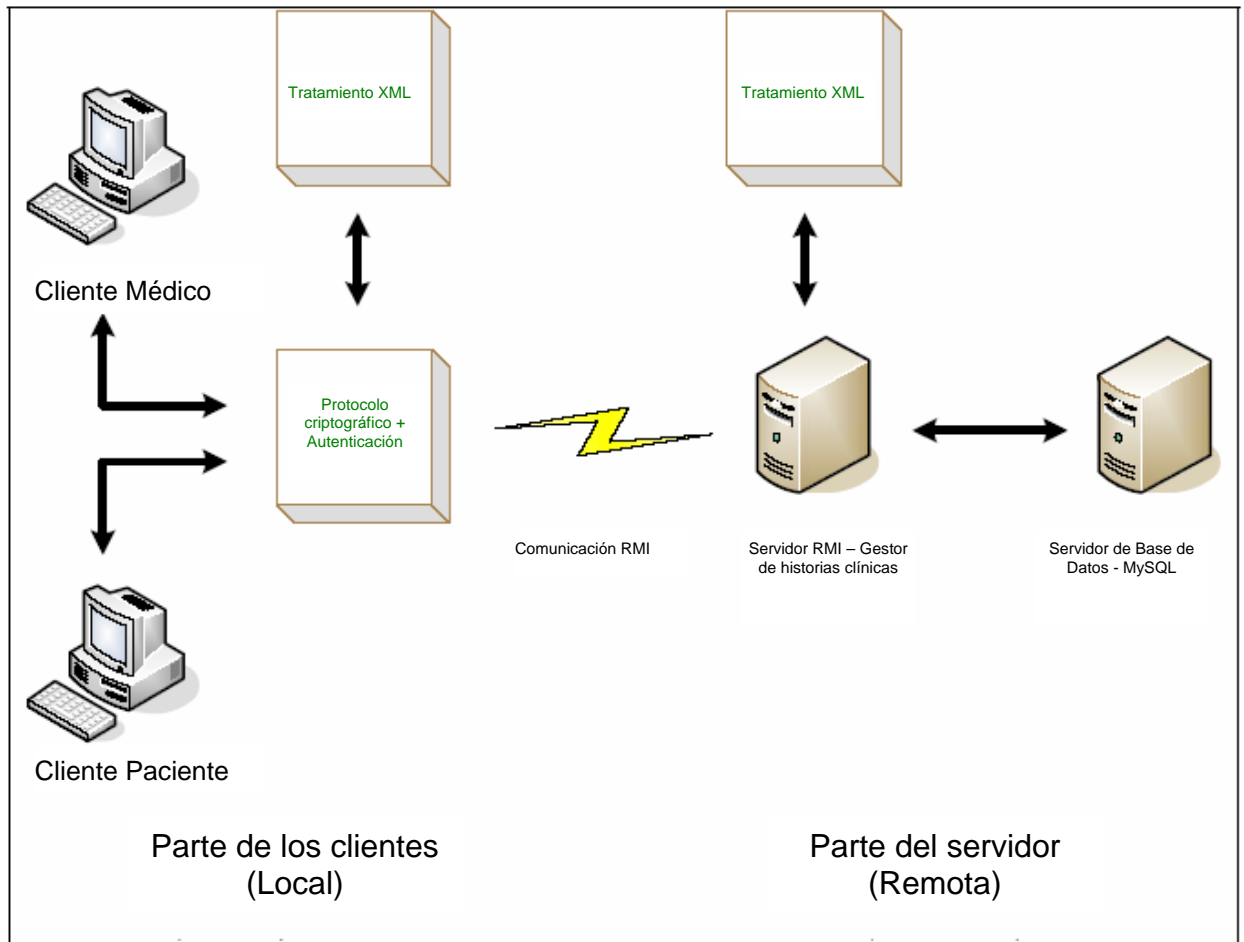 Tratamiento XML
Tratamiento XML
Cliente Médico
Protocolo
criptográfico +
Autenticación
Comunicación RMI
Servidor RMI – Gestor
de historias clínicas
Servidor de Base de
Datos - MySQL
Cliente Paciente
Parte de los clientes
(Local)
Parte del servidor
(Remota)